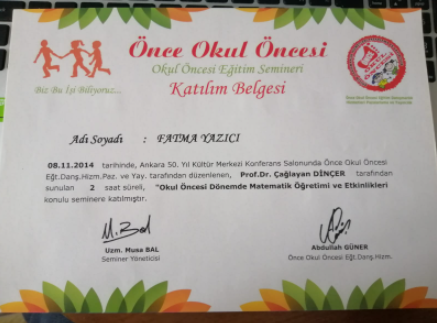 Önce Okul Öncesi
Okul Öncesi Eğitim Semineri
Biz Bu İşi Biliyoruz...
Katılım Belgesi
Adı Soyadı : FATMA YAZICI
08.11.2014 tarihinde, Ankara 50. Yıl Kültür Merkezi Konferans Salonunda Önce Okul Öncesi
Eğt.Danş.Hizm.Paz. ve Yay. tarafından düzenlenen, Prof.Dr. Çağlayan DİNÇER tarafından
sunulan 2 saat süreli, "Okul Öncesi Dönemde Matematik Öğretimi ve Etkinlikleri
konulu seminere katılmıştır.
M. Bal
Uzm. Musa BAL
Seminer Yöneticisi
Abdullah GÜNER
Önce Okul Öncesi Eğt.Danş.Hizm.